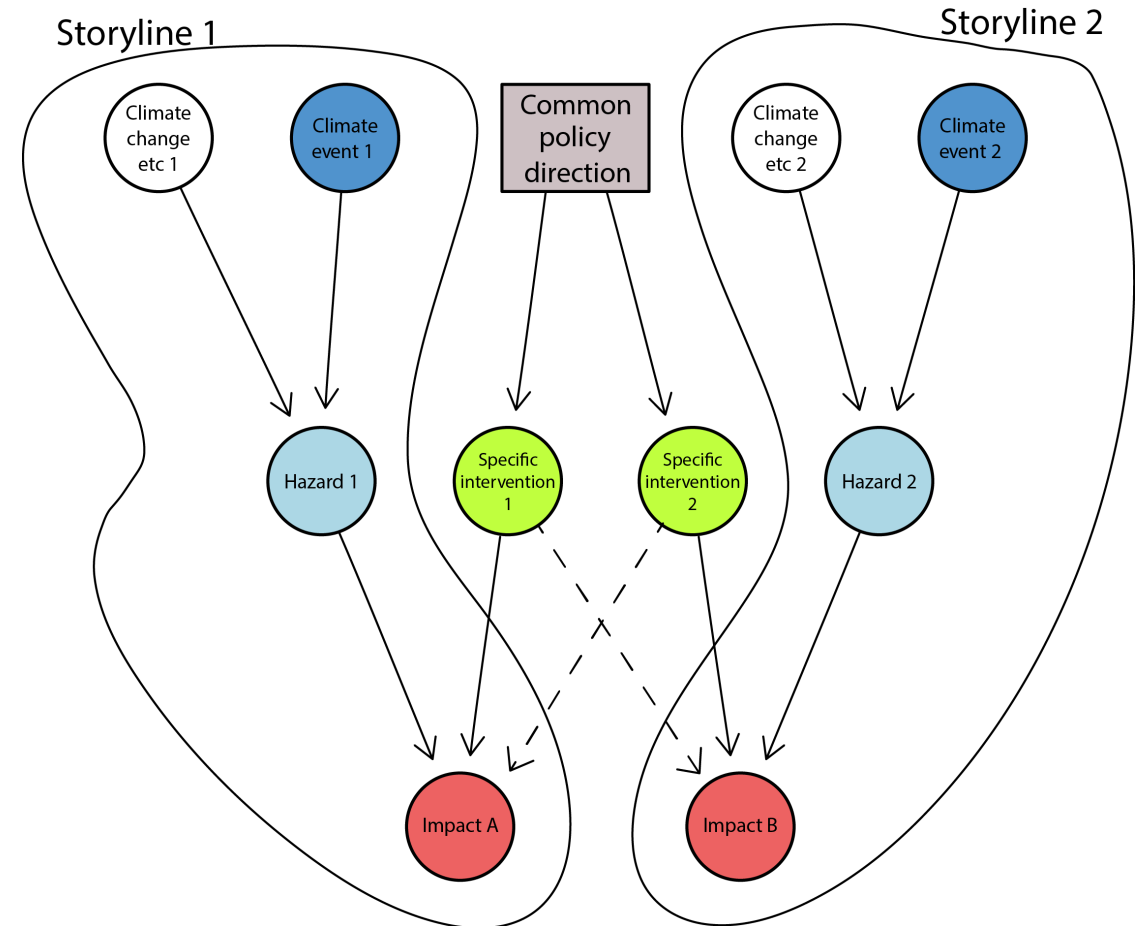 Storyline 1
Storyline 2
Climate
change
etc 1
Climate
event 1
Common
policy
direction
Climate
change
etc 2
Climate
event 2
Hazard 1
Specific
intervention
1
Specific
intervention
2
Hazard 2
Impact A
Impact B